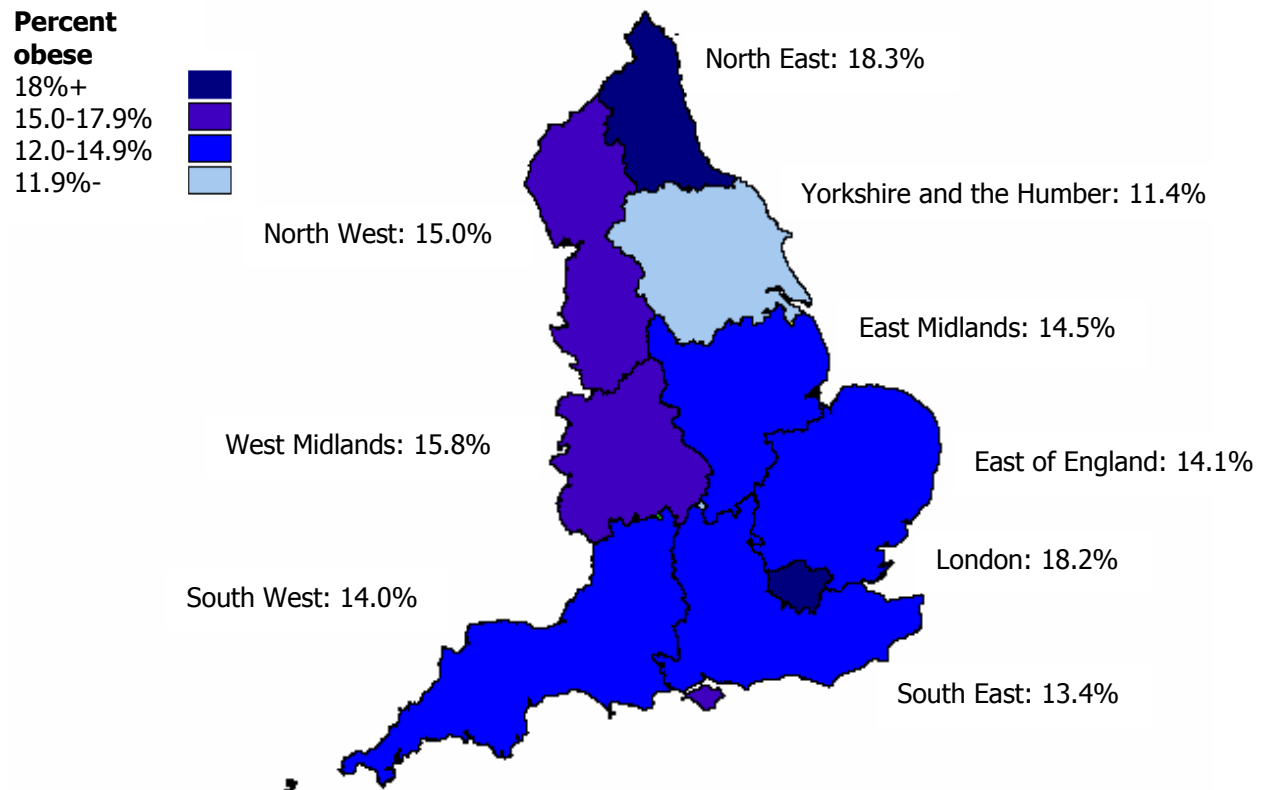 Percent
obese
18%+
15.0-17.9%
12.0-14.9%
11.9%-
North East: 18.3%
Yorkshire and the Humber: 11.4%
North West: 15.0%
East Midlands: 14.5%
West Midlands: 15.8%
East of England: 14.1%
London: 18.2%
South West: 14.0%
South East: 13.4%